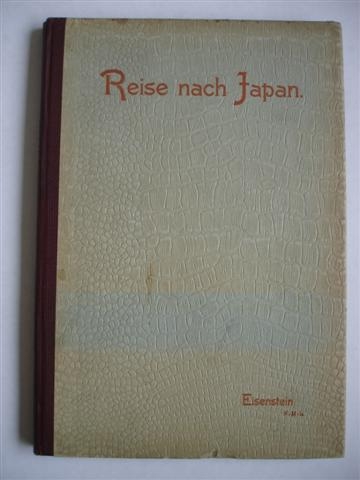 Reise nach Japan.
Eisenstein